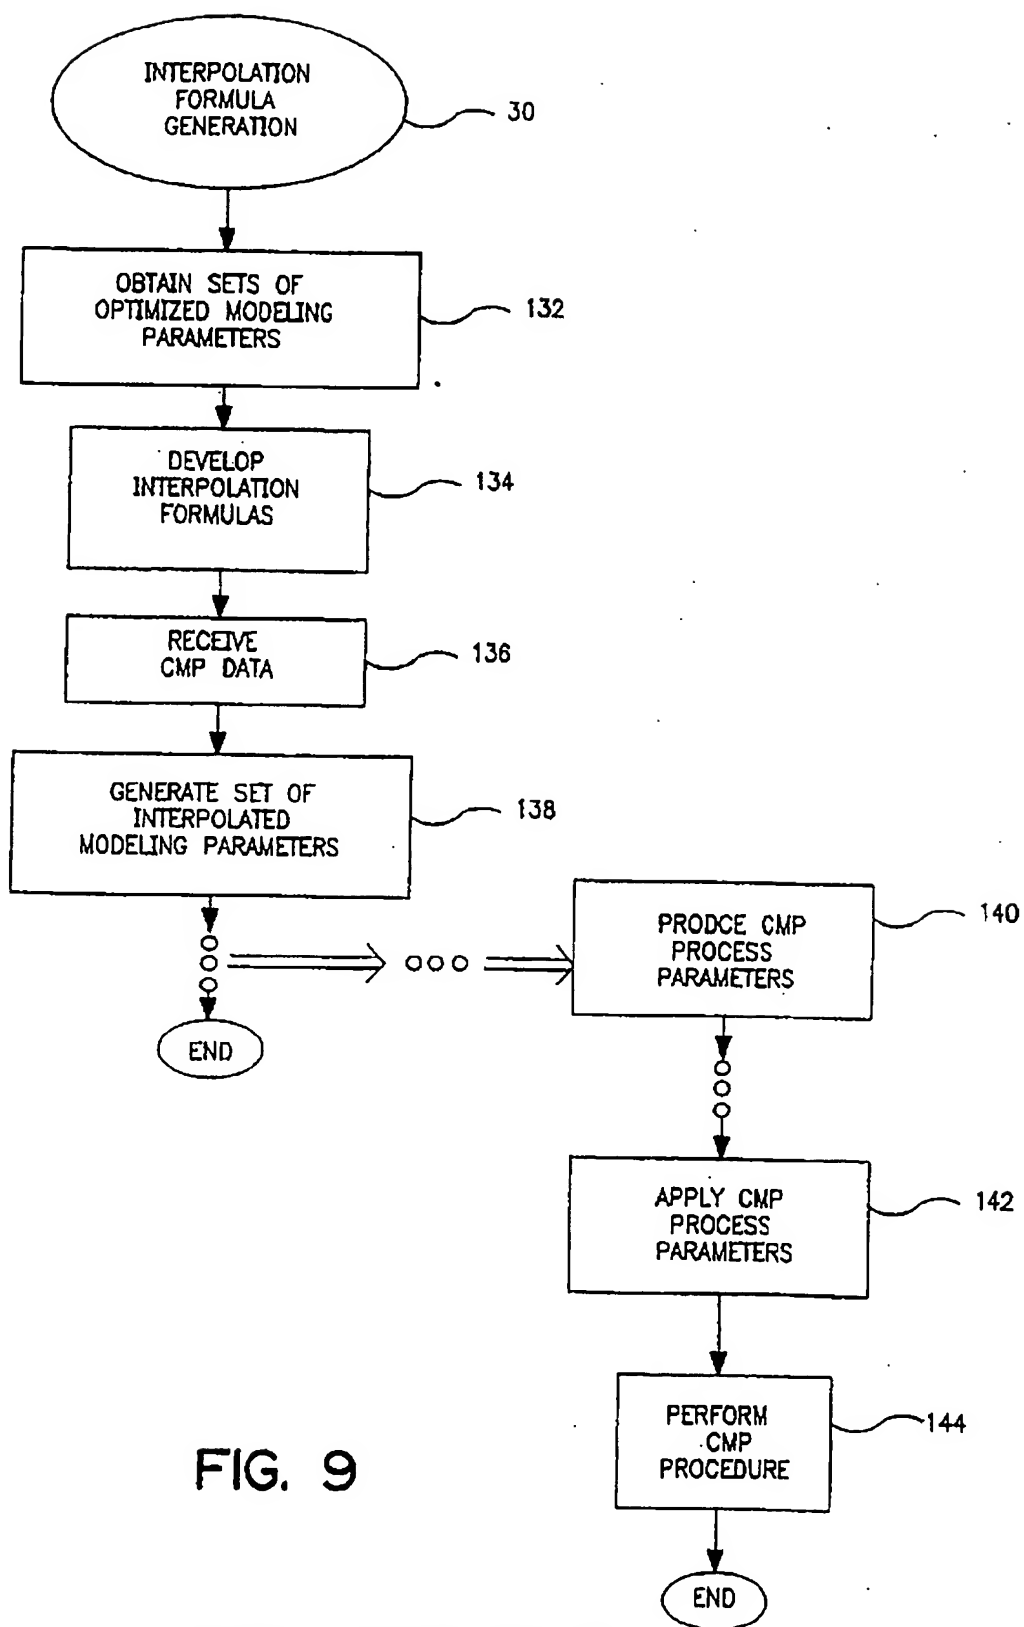 INTERPOLATION
FORMULA
GENERATION
30
OBTAIN SETS OF
OPTIMIZED MODELING
PARAMETERS
132
DEVELOP
INTERPOLATION
FORMULAS
134
RECEIVE
CMP DATA
136
GENERATE SET OF
INTERPOLATED
MODELING PARAMETERS
138
END
PRODCE CMP
PROCESS
PARAMETERS
140
APPLY CMP
PROCESS
PARAMETERS
142
PERFORM
CMP
PROCEDURE
144
END
FIG. 9